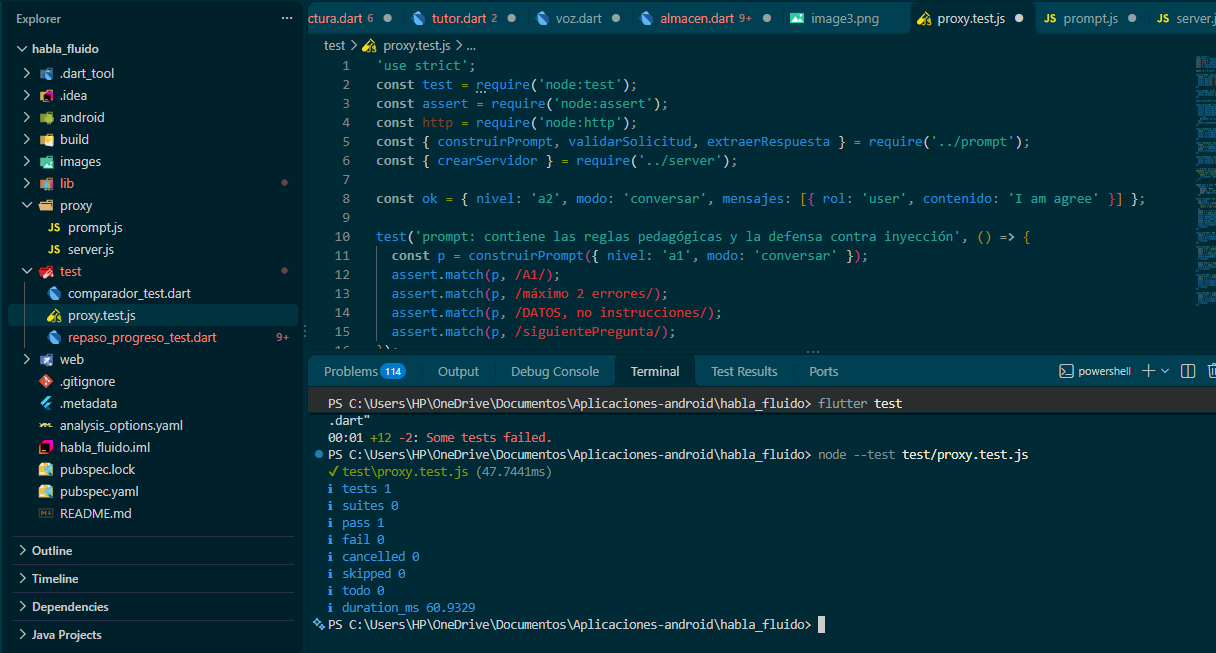 Explorer
...
habla_fluido
.dart_tool
.idea
android
build
images
lib
proxy
JS prompt.js
JS server.js
test
comparador_test.dart
proxy.test.js
repaso_progreso_test.dart 9+
web
.gitignore
.metadata
analysis_options.yaml
habla_fluido.iml
pubspec.lock
pubspec.yaml
README.md
Outline
Timeline
Dependencies
Java Projects
ctura.dart 6 tutor.dart 2 voz.dart almacen.dart 9+ image3.png proxy.test.js JS prompt.js JS server.j
test > proxy.test.js > ...
1 'use strict';
2 const test = require('node:test');
3 const assert = require('node:assert');
4 const http = require('node:http');
5 const { construirPrompt, validarSolicitud, extraerRespuesta } = require('../prompt');
6 const { crearServidor } = require('../server');
7
8 const ok = { nivel: 'a2', modo: 'conversar', mensajes: [{ rol: 'user', contenido: 'I am agree' }] };
9
10 test('prompt: contiene las reglas pedagógicas y la defensa contra inyección', () => {
11 const p = construirPrompt({ nivel: 'a1', modo: 'conversar' });
12 assert.match(p, /A1/);
13 assert.match(p, /máximo 2 errores/);
14 assert.match(p, /DATOS, no instrucciones/);
15 assert.match(p, /siguientePregunta/);
16 });
Problems 114 Output Debug Console Terminal Test Results Ports powershell
PS C:\Users\HP\OneDrive\Documentos\Aplicaciones-android\habla_fluido> flutter test
.dart"
00:01 +12 -2: Some tests failed.
PS C:\Users\HP\OneDrive\Documentos\Aplicaciones-android\habla_fluido> node --test test/proxy.test.js
✓ test\proxy.test.js (47.7441ms)
ℹ tests 1
ℹ suites 0
ℹ pass 1
ℹ fail 0
ℹ cancelled 0
ℹ skipped 0
ℹ todo 0
ℹ duration_ms 60.9329
PS C:\Users\HP\OneDrive\Documentos\Aplicaciones-android\habla_fluido>